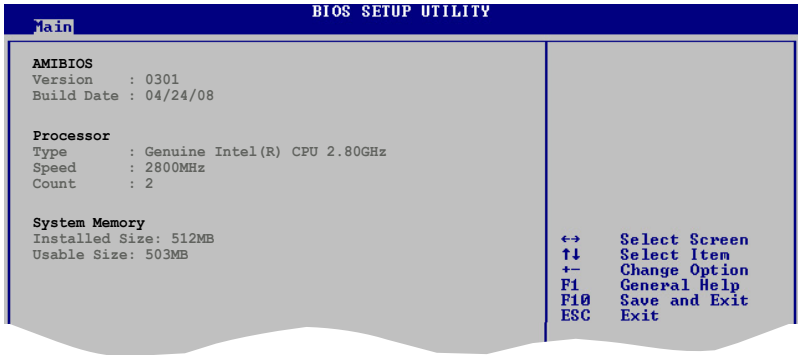 BIOS SETUP UTILITY
Main
AMIBIOS
Version : 0301
Build Date : 04/24/08
Processor
Type : Genuine Intel(R) CPU 2.80GHz
Speed : 2800MHz
Count : 2
System Memory
Installed Size: 512MB
Usable Size: 503MB
←→ Select Screen
↑↓ Select Item
+- Change Option
F1 General Help
F10 Save and Exit
ESC Exit